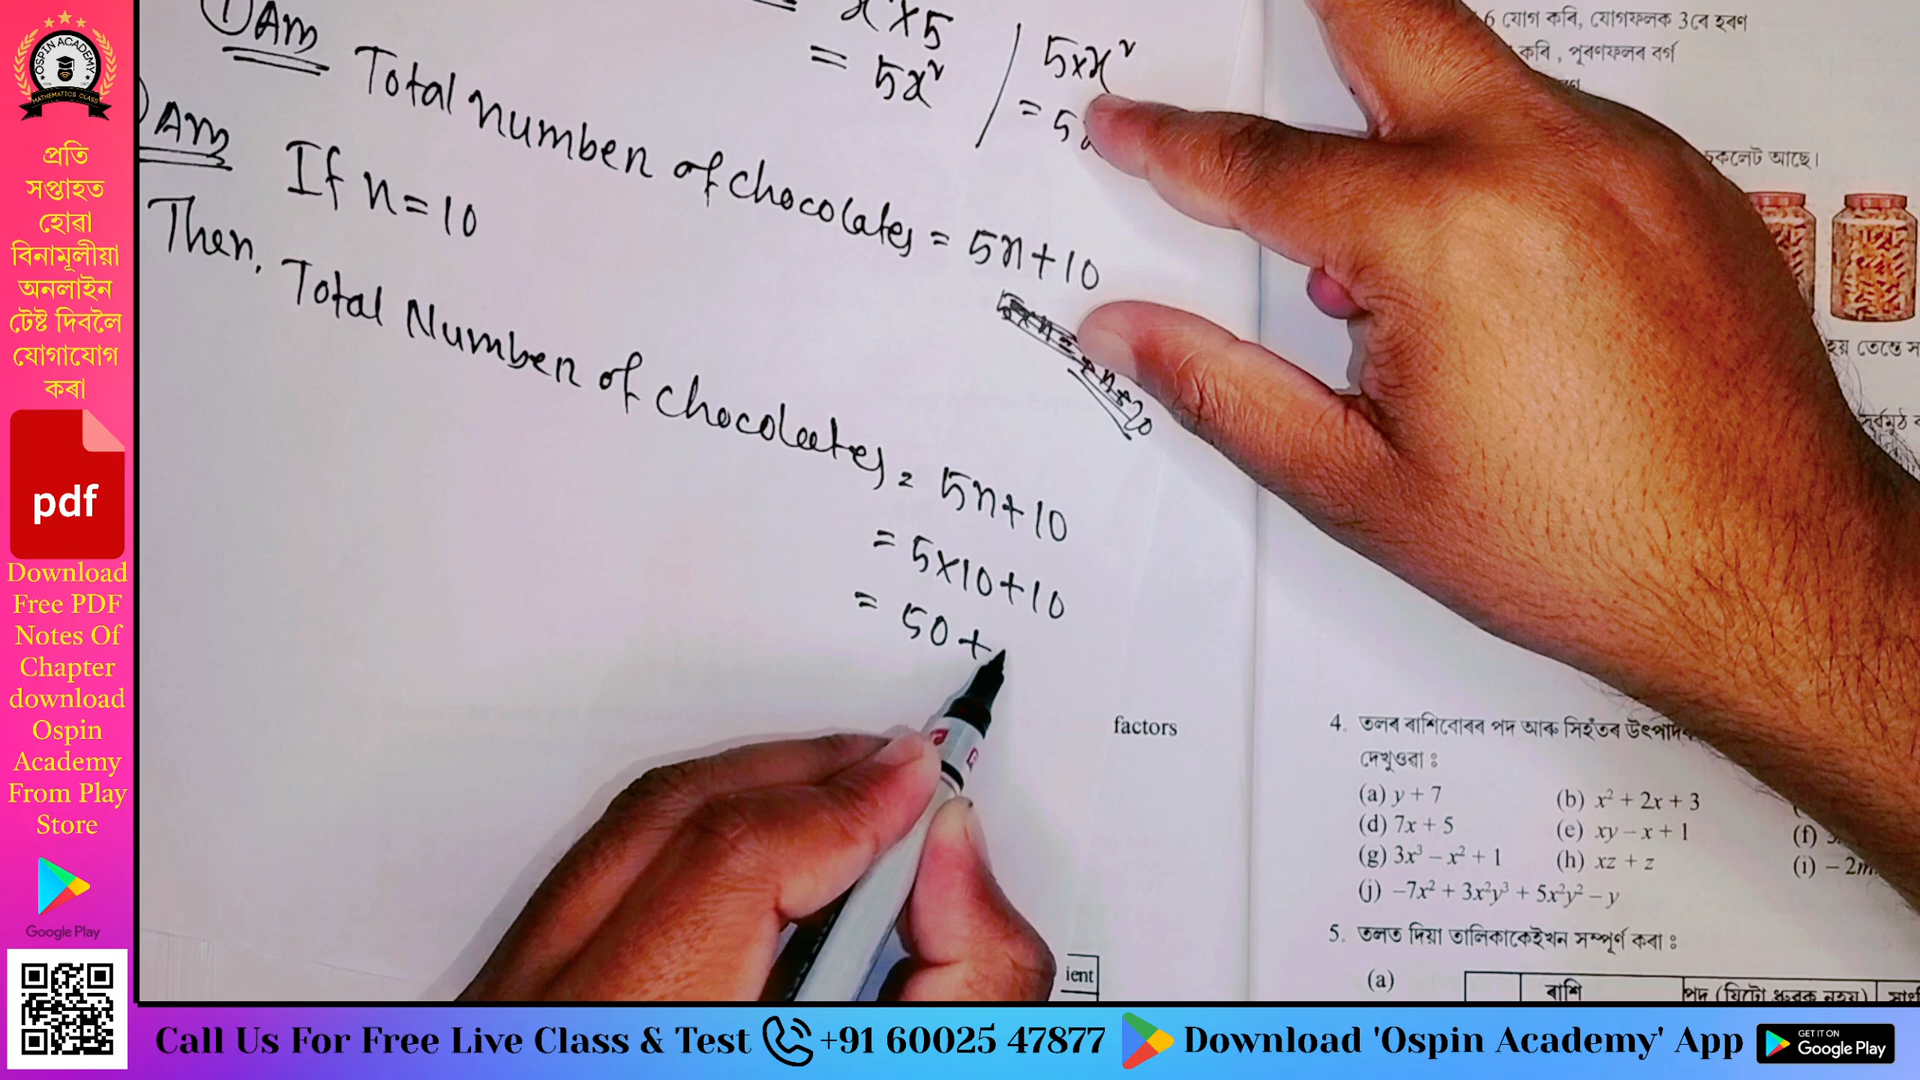 OSPIN ACADEMY
MATHEMATICS CLASS
প্ৰতি
সপ্তাহত
হোৱা
বিনামূলীয়া
অনলাইন
টেষ্ট দিবলৈ
যোগাযোগ
কৰা
pdf
Download
Free PDF
Notes Of
Chapter
download
Ospin
Academy
From Play
Store
Google Play
x² × 5
= 5x²
5×x²
= 5
Total number of chocolates = 5n+10
If n=10
Then, Total Number of chocolates = 5n+10
= 5×10+10
= 50+
factors
ient
6 যোগ কৰি, যোগফলক 3ৰে হৰণ
কৰি , পূৰণফলৰ বৰ্গ
চকলেট আছে।
হয় তেন্তে
4. তলৰ ৰাশিবোৰৰ পদ আৰু সিহঁতৰ
দেখুওৱা :
(a) y + 7 (b) x² + 2x + 3
(d) 7x + 5 (e) xy – x + 1 (f)
(g) 3x³ – x² + 1 (h) xz + z (i) – 2m
(j) –7x² + 3x²y³ + 5x²y² – y
5. তলত দিয়া তালিকাকেইখন সম্পূৰ্ণ কৰা :
(a)
ৰাশি পদ (যিটো ধ্ৰুৱক নহয়)
Call Us For Free Live Class & Test +91 60025 47877 Download 'Ospin Academy' App
GET IT ON
Google Play